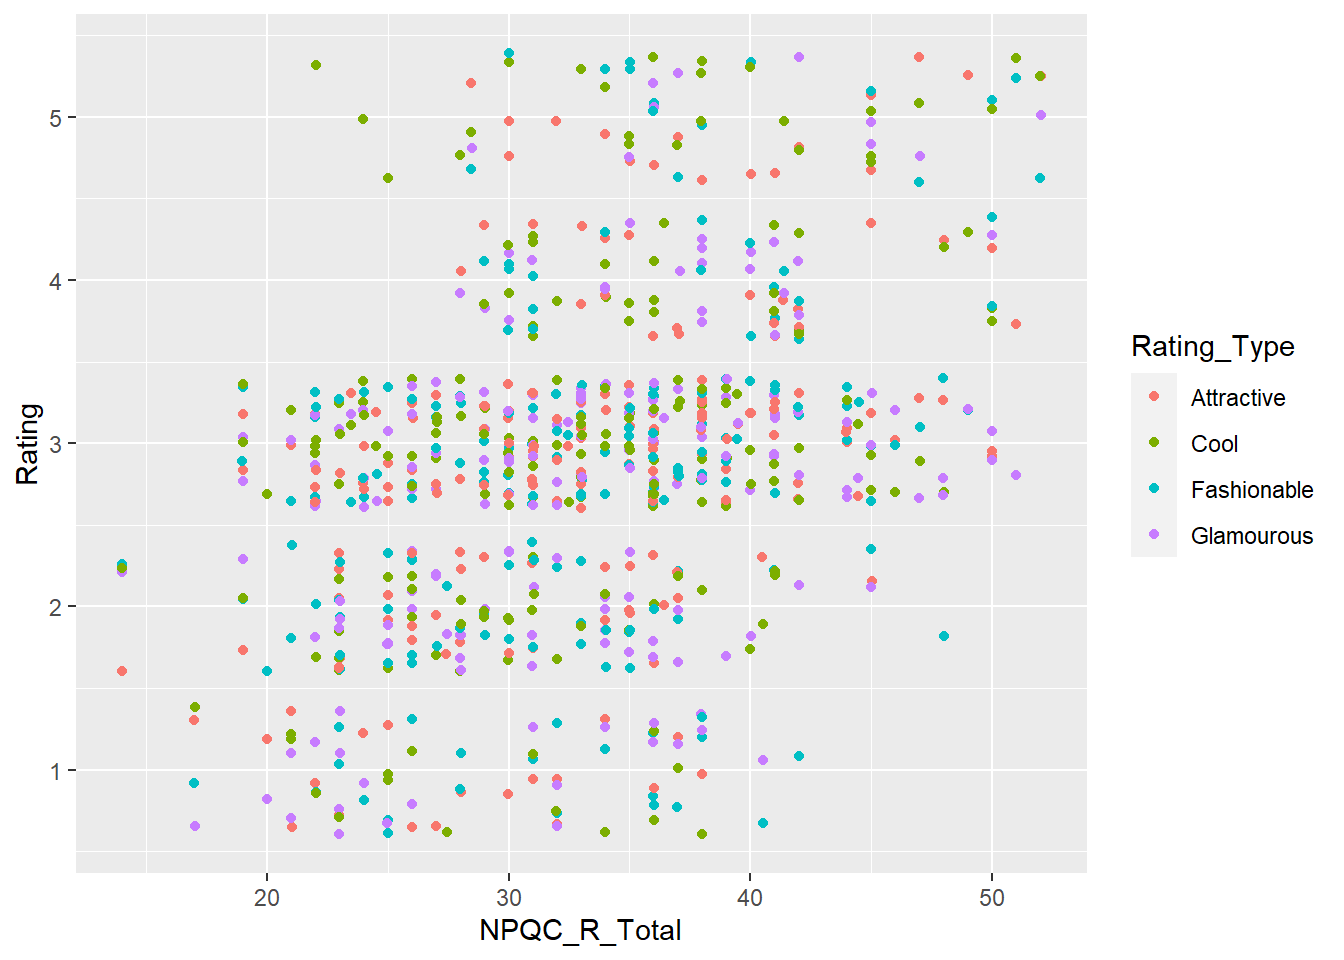 5
4
3
2
1
Rating
20 30 40 50
NPQC_R_Total
Rating_Type
Attractive
Cool
Fashionable
Glamourous